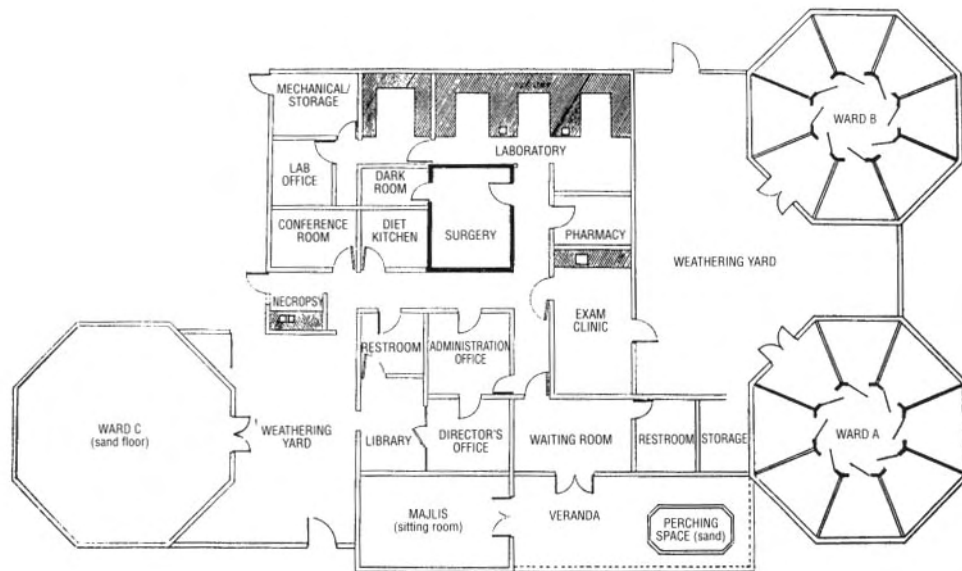 MECHANICAL/
STORAGE
WARD B
LABORATORY
LAB
OFFICE
DARK
ROOM
CONFERENCE
ROOM
DIET
KITCHEN
SURGERY
PHARMACY
WEATHERING YARD
NECROPSY
EXAM
CLINIC
RESTROOM
ADMINISTRATION
OFFICE
WARD C
(sand floor)
WEATHERING
YARD
LIBRARY
DIRECTOR'S
OFFICE
WAITING ROOM
RESTROOM
STORAGE
WARD A
MAJLIS
(sitting room)
VERANDA
PERCHING
SPACE (sand)